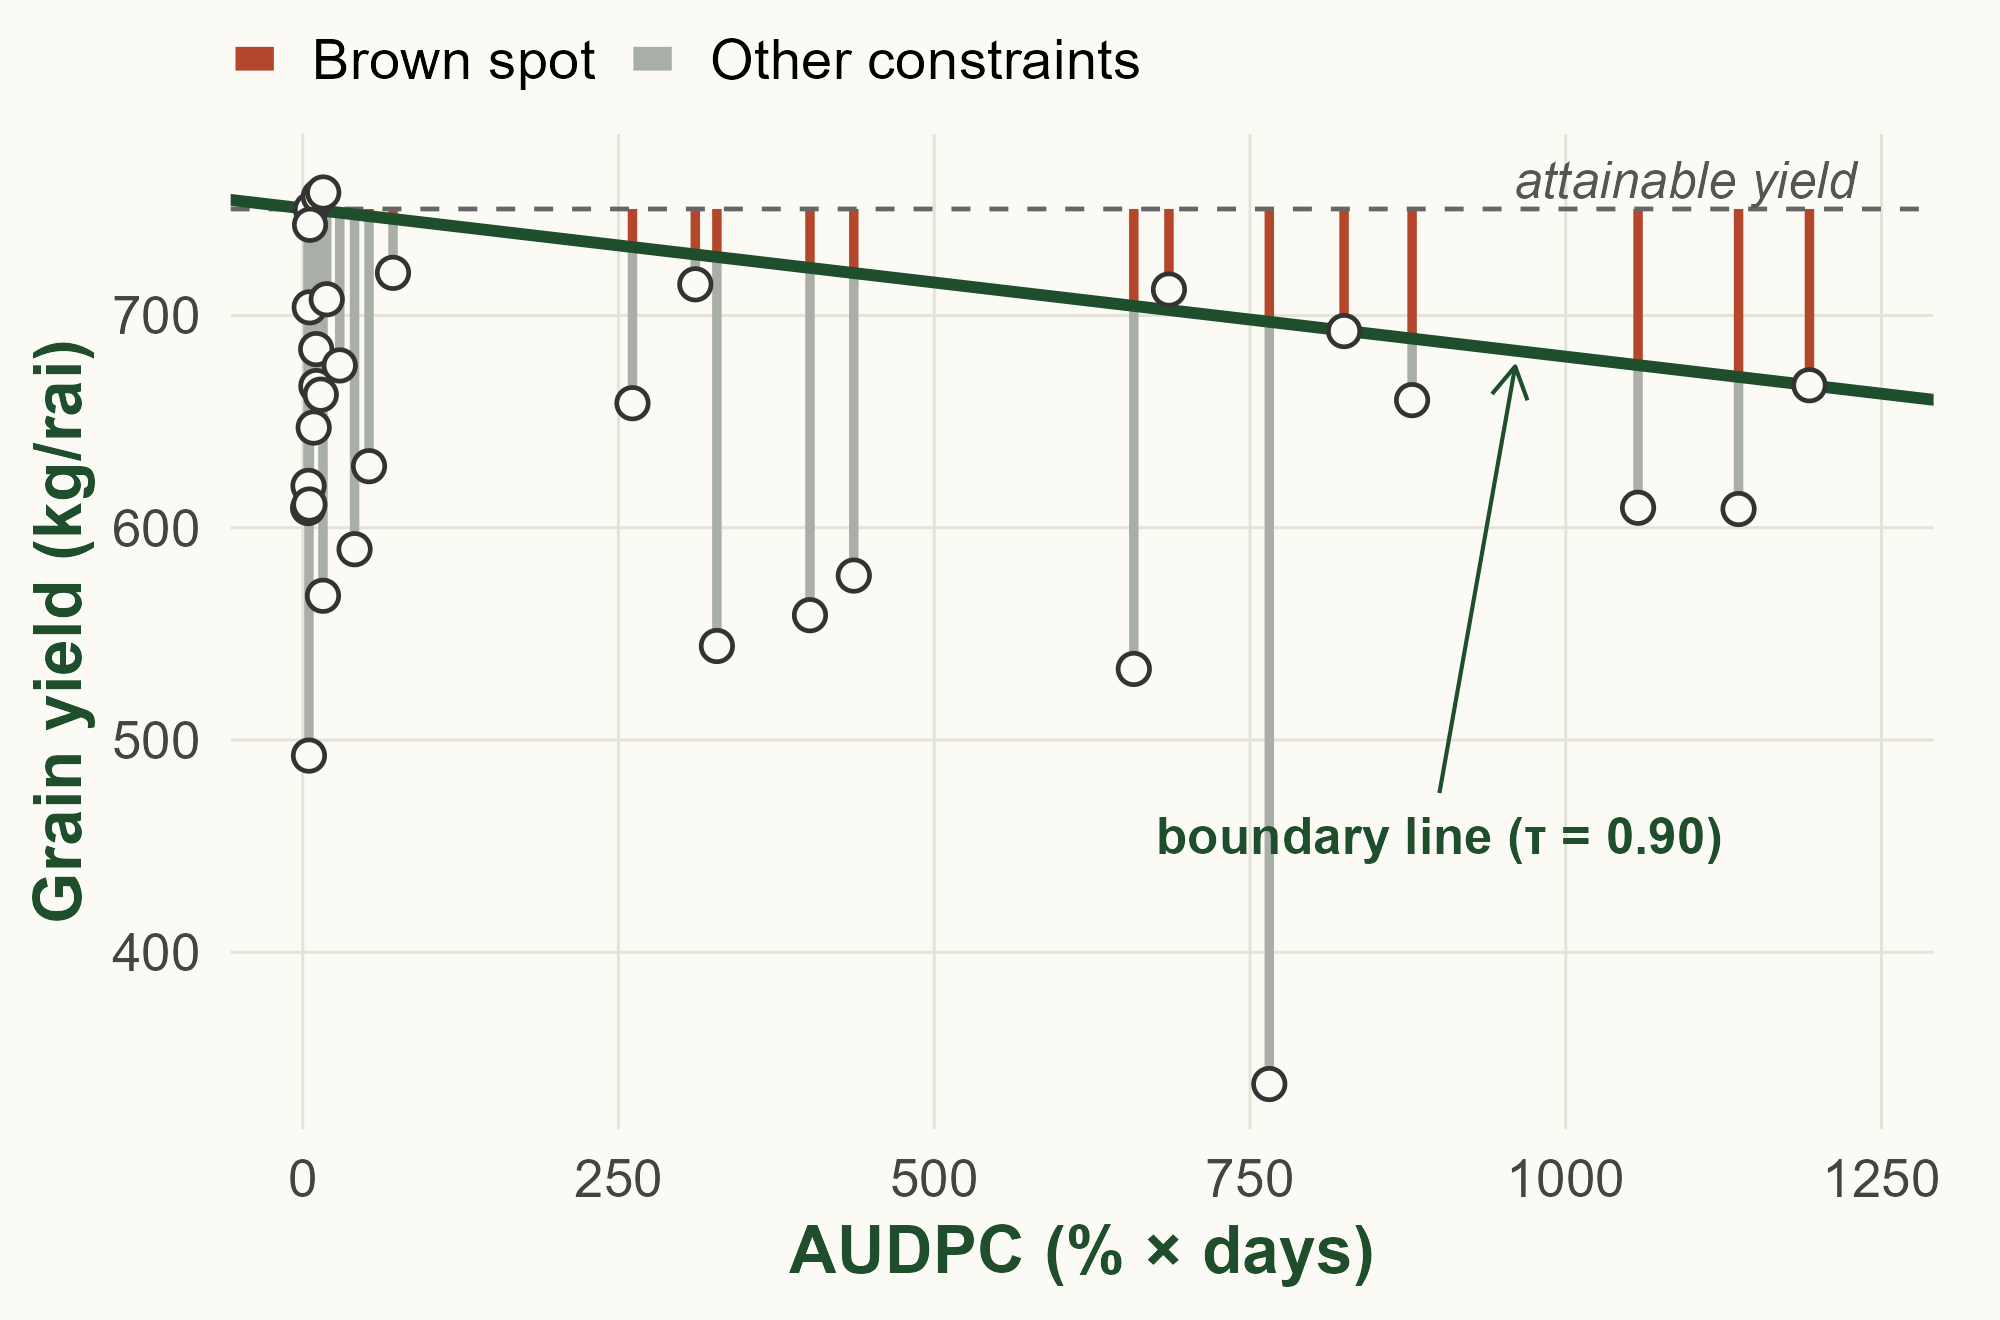 Brown spot
Other constraints
attainable yield
boundary line (τ = 0.90)
Grain yield (kg/rai)
700
600
500
400
0
250
500
750
1000
1250
AUDPC (% × days)